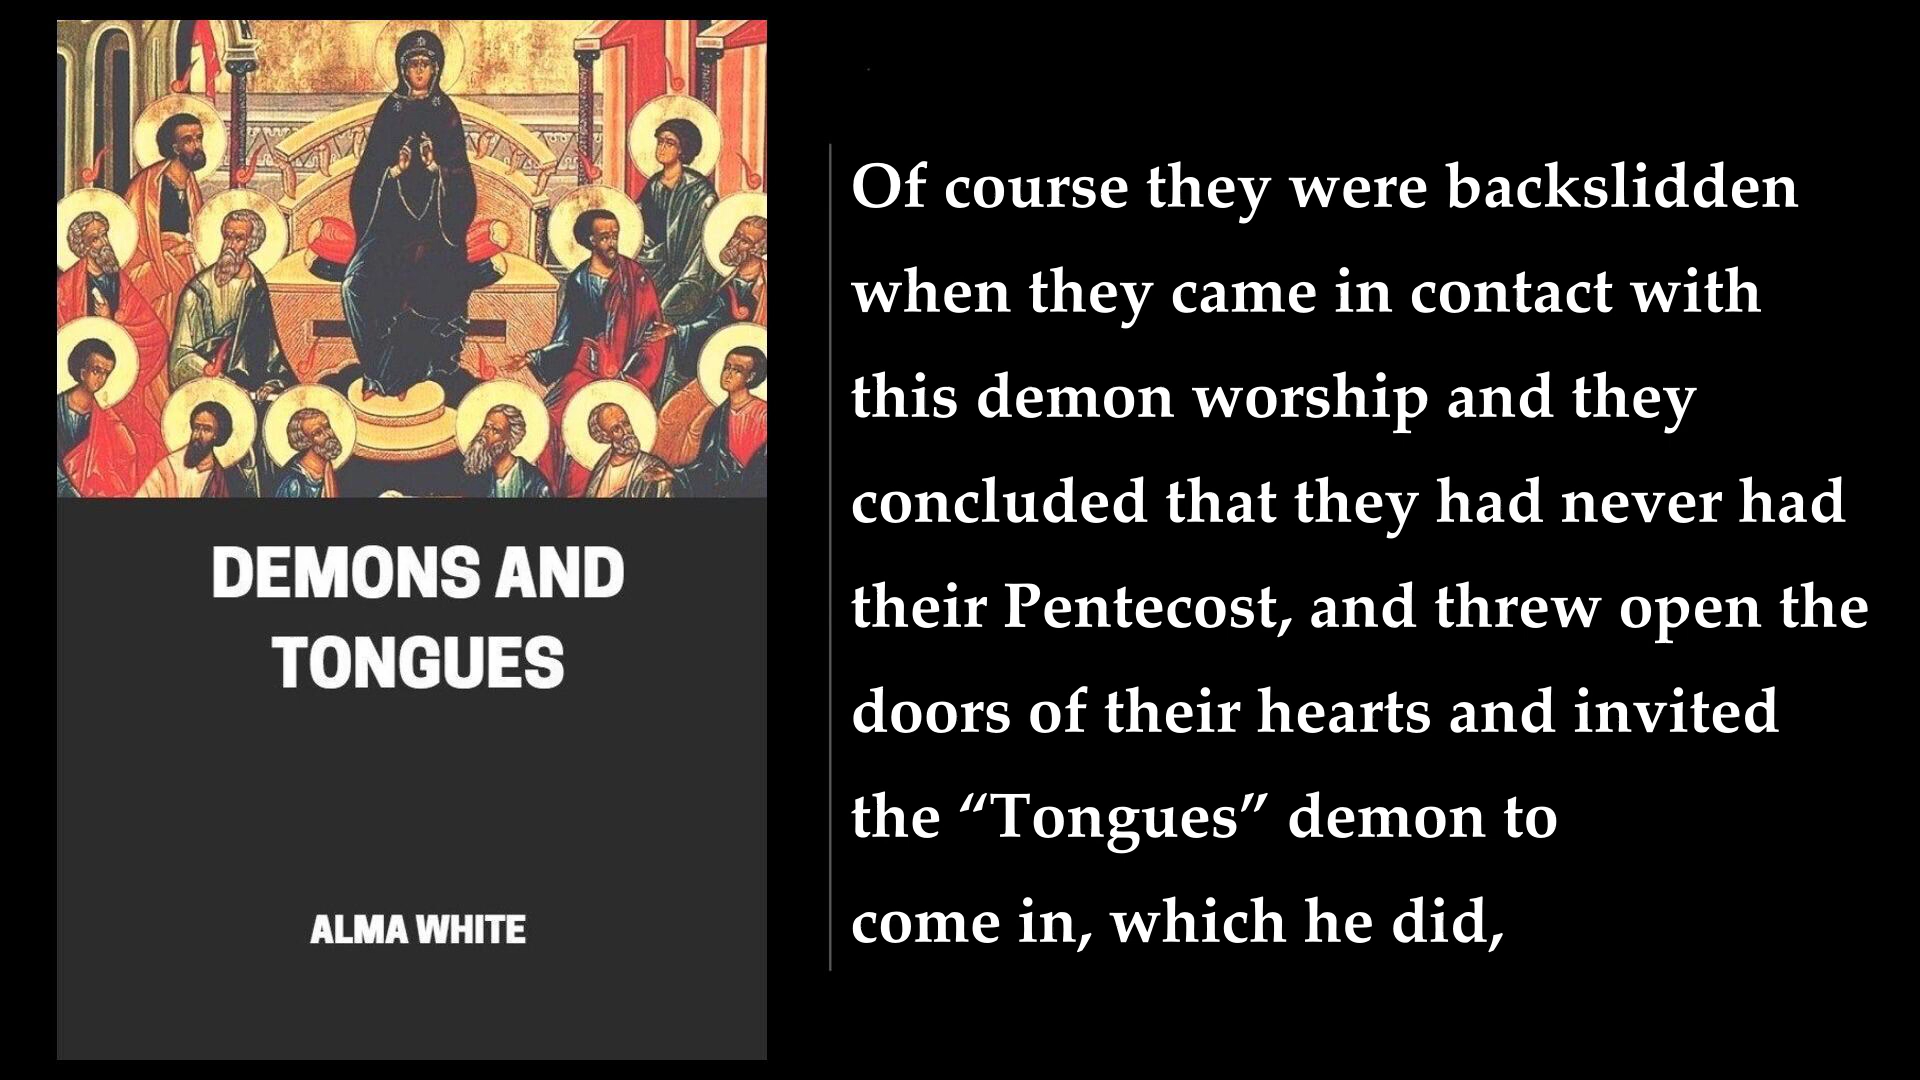 DEMONS AND
TONGUES
ALMA WHITE
Of course they were backslidden
when they came in contact with
this demon worship and they
concluded that they had never had
their Pentecost, and threw open the
doors of their hearts and invited
the “Tongues” demon to
come in, which he did,